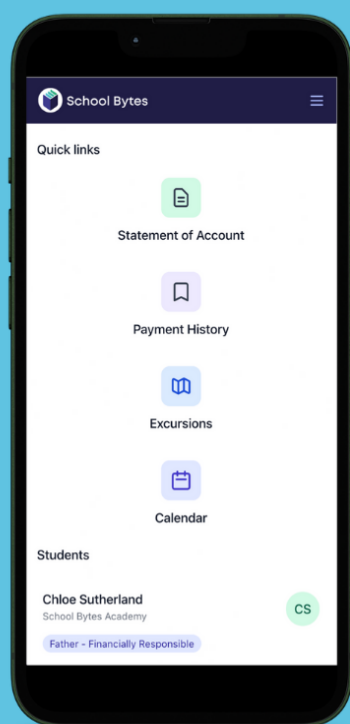 School Bytes
Quick links
Statement of Account
Payment History
Excursions
Calendar
Students
Chloe Sutherland
CS
School Bytes Academy
Father - Financially Responsible